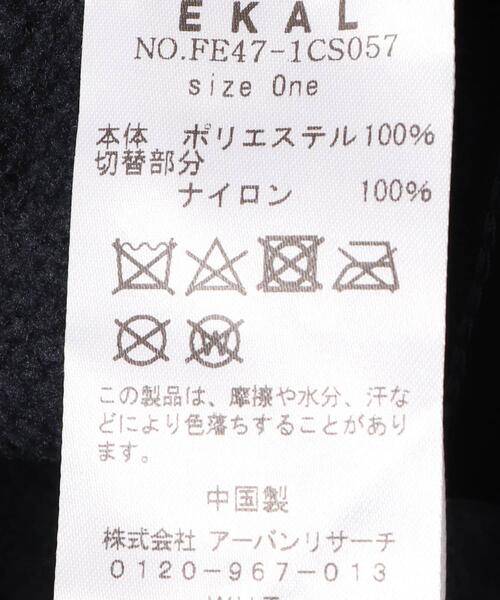 EKAL
NO.FE47-1CS057
size One
本体 ポリエステル100%
切替部分
ナイロン 100%
W
この製品は、摩擦や水分、汗な
どにより色落ちすることがあり
ます。
中国製
株式会社 アーバンリサーチ
0120-967-013